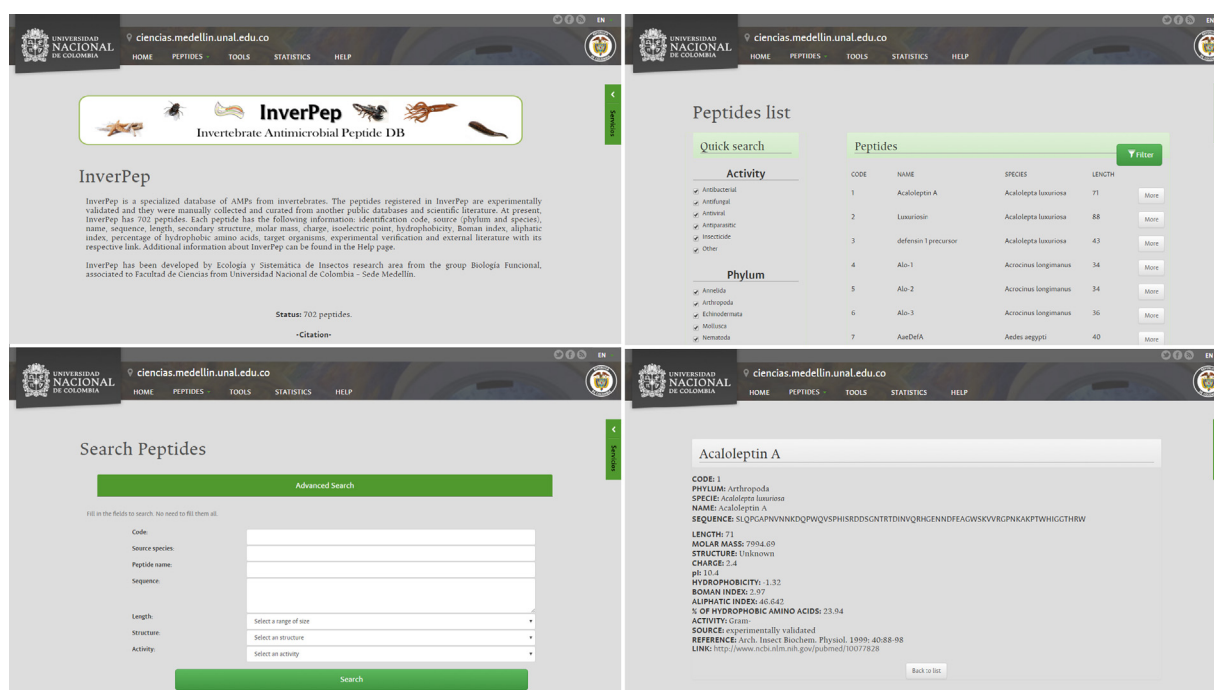 EN
UNIVERSIDAD
NACIONAL
DE COLOMBIA
ciencias.medellin.unal.edu.co
HOME PEPTIDES TOOLS STATISTICS HELP
Servicios
InverPep
Invertebrate Antimicrobial Peptide DB
InverPep
InverPep is a specialized database of AMPs from invertebrates. The peptides registered in InverPep are experimentally
validated and they were manually collected and curated from another public databases and scientific literature. At present,
InverPep has 702 peptides. Each peptide has the following information: identification code, source (phylum and species),
name, sequence, length, secondary structure, molar mass, charge, isoelectric point, hydrophobicity, Boman index, aliphatic
index, percentage of hydrophobic amino acids, target organisms, experimental verification and external literature with its
respective link. Additional information about InverPep can be found in the Help page.
InverPep has been developed by Ecología y Sistemática de Insectos research area from the group Biología Funcional,
associated to Facultad de Ciencias from Universidad Nacional de Colombia – Sede Medellín.
Status: 702 peptides.
-Citation-
EN
UNIVERSIDAD
NACIONAL
DE COLOMBIA
ciencias.medellin.unal.edu.co
HOME PEPTIDES TOOLS STATISTICS HELP
Peptides list
Quick search
Activity
Antibacterial
Antifungal
Antiviral
Antiparasitic
Insecticide
Other
Phylum
Annelida
Arthropoda
Echinodermata
Mollusca
Nematoda
Peptides
Filter
CODE NAME SPECIES LENGTH
1 Acaloleptin A Acalolepta luxuriosa 71 More
2 Luxuriosin Acalolepta luxuriosa 88 More
3 defensin 1 precursor Acalolepta luxuriosa 43 More
4 Alo-1 Acrocinus longimanus 34 More
5 Alo-2 Acrocinus longimanus 34 More
6 Alo-3 Acrocinus longimanus 36 More
7 AaeDefA Aedes aegypti 40 More
EN
UNIVERSIDAD
NACIONAL
DE COLOMBIA
ciencias.medellin.unal.edu.co
HOME PEPTIDES TOOLS STATISTICS HELP
Servicios
Search Peptides
Advanced Search
Fill in the fields to search. No need to fill them all.
Code:
Source species:
Peptide name:
Sequence:
Length: Select a range of size
Structure: Select an structure
Activity: Select an activity
Search
EN
UNIVERSIDAD
NACIONAL
DE COLOMBIA
ciencias.medellin.unal.edu.co
HOME PEPTIDES TOOLS STATISTICS HELP
Acaloleptin A
CODE: 1
PHYLUM: Arthropoda
SPECIE: Acalolepta luxuriosa
NAME: Acaloleptin A
SEQUENCE: SLQPGAPNVNNKDQPWQVSPHISRDDSGNTRTDINVQRHGENNDFEAGWSKVVRGPNKAKPTWHIGGTHRW
LENGTH: 71
MOLAR MASS: 7994.69
STRUCTURE: Unknown
CHARGE: 2.4
pI: 10.4
HYDROPHOBICITY: -1.32
BOMAN INDEX: 2.97
ALIPHATIC INDEX: 46.642
% OF HYDROPHOBIC AMINO ACIDS: 23.94
ACTIVITY: Gram-
SOURCE: experimentally validated
REFERENCE: Arch. Insect Biochem. Physiol. 1999; 40:88-98
LINK: http://www.ncbi.nlm.nih.gov/pubmed/10077828
Back to list